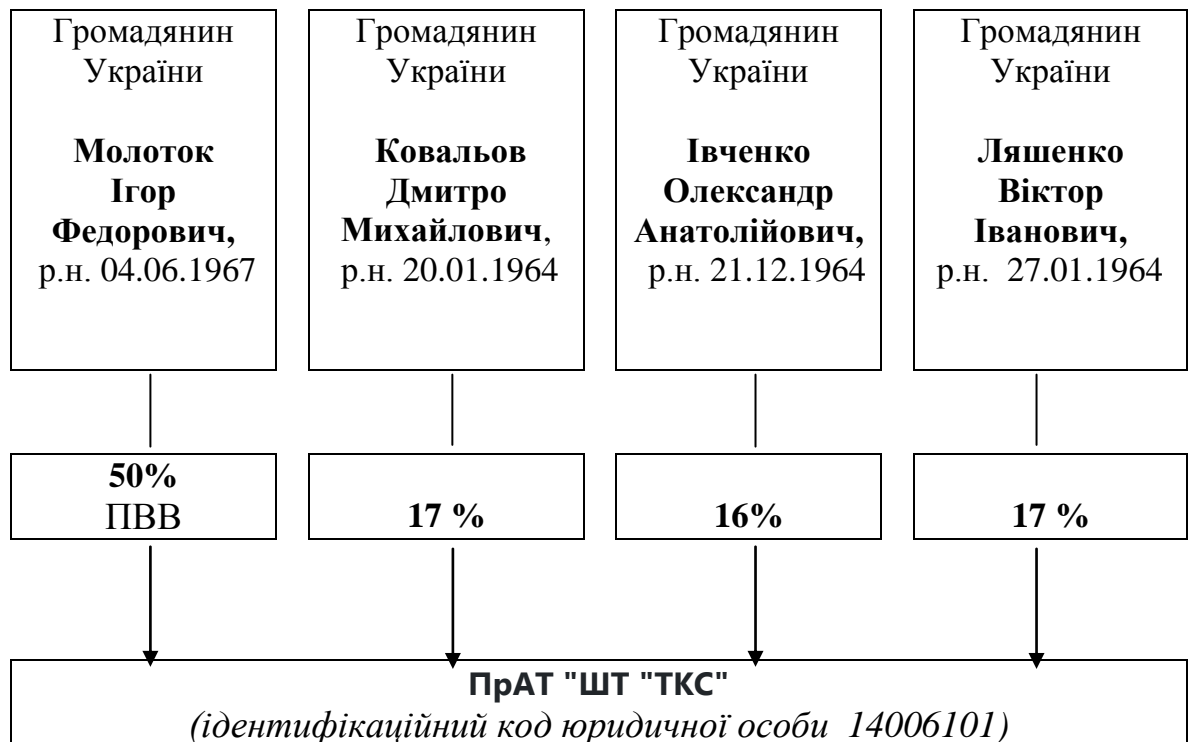 Громадянин
України
Молоток
Ігор
Федорович,
р.н. 04.06.1967
Громадянин
України
Ковальов
Дмитро
Михайлович,
р.н. 20.01.1964
Громадянин
України
Івченко
Олександр
Анатолійович,
р.н. 21.12.1964
Громадянин
України
Ляшенко
Віктор
Іванович,
р.н. 27.01.1964
50%
ПВВ
17 %
16%
17 %
ПрАТ "ШТ "ТКС"
(ідентифікаційний код юридичної особи 14006101)